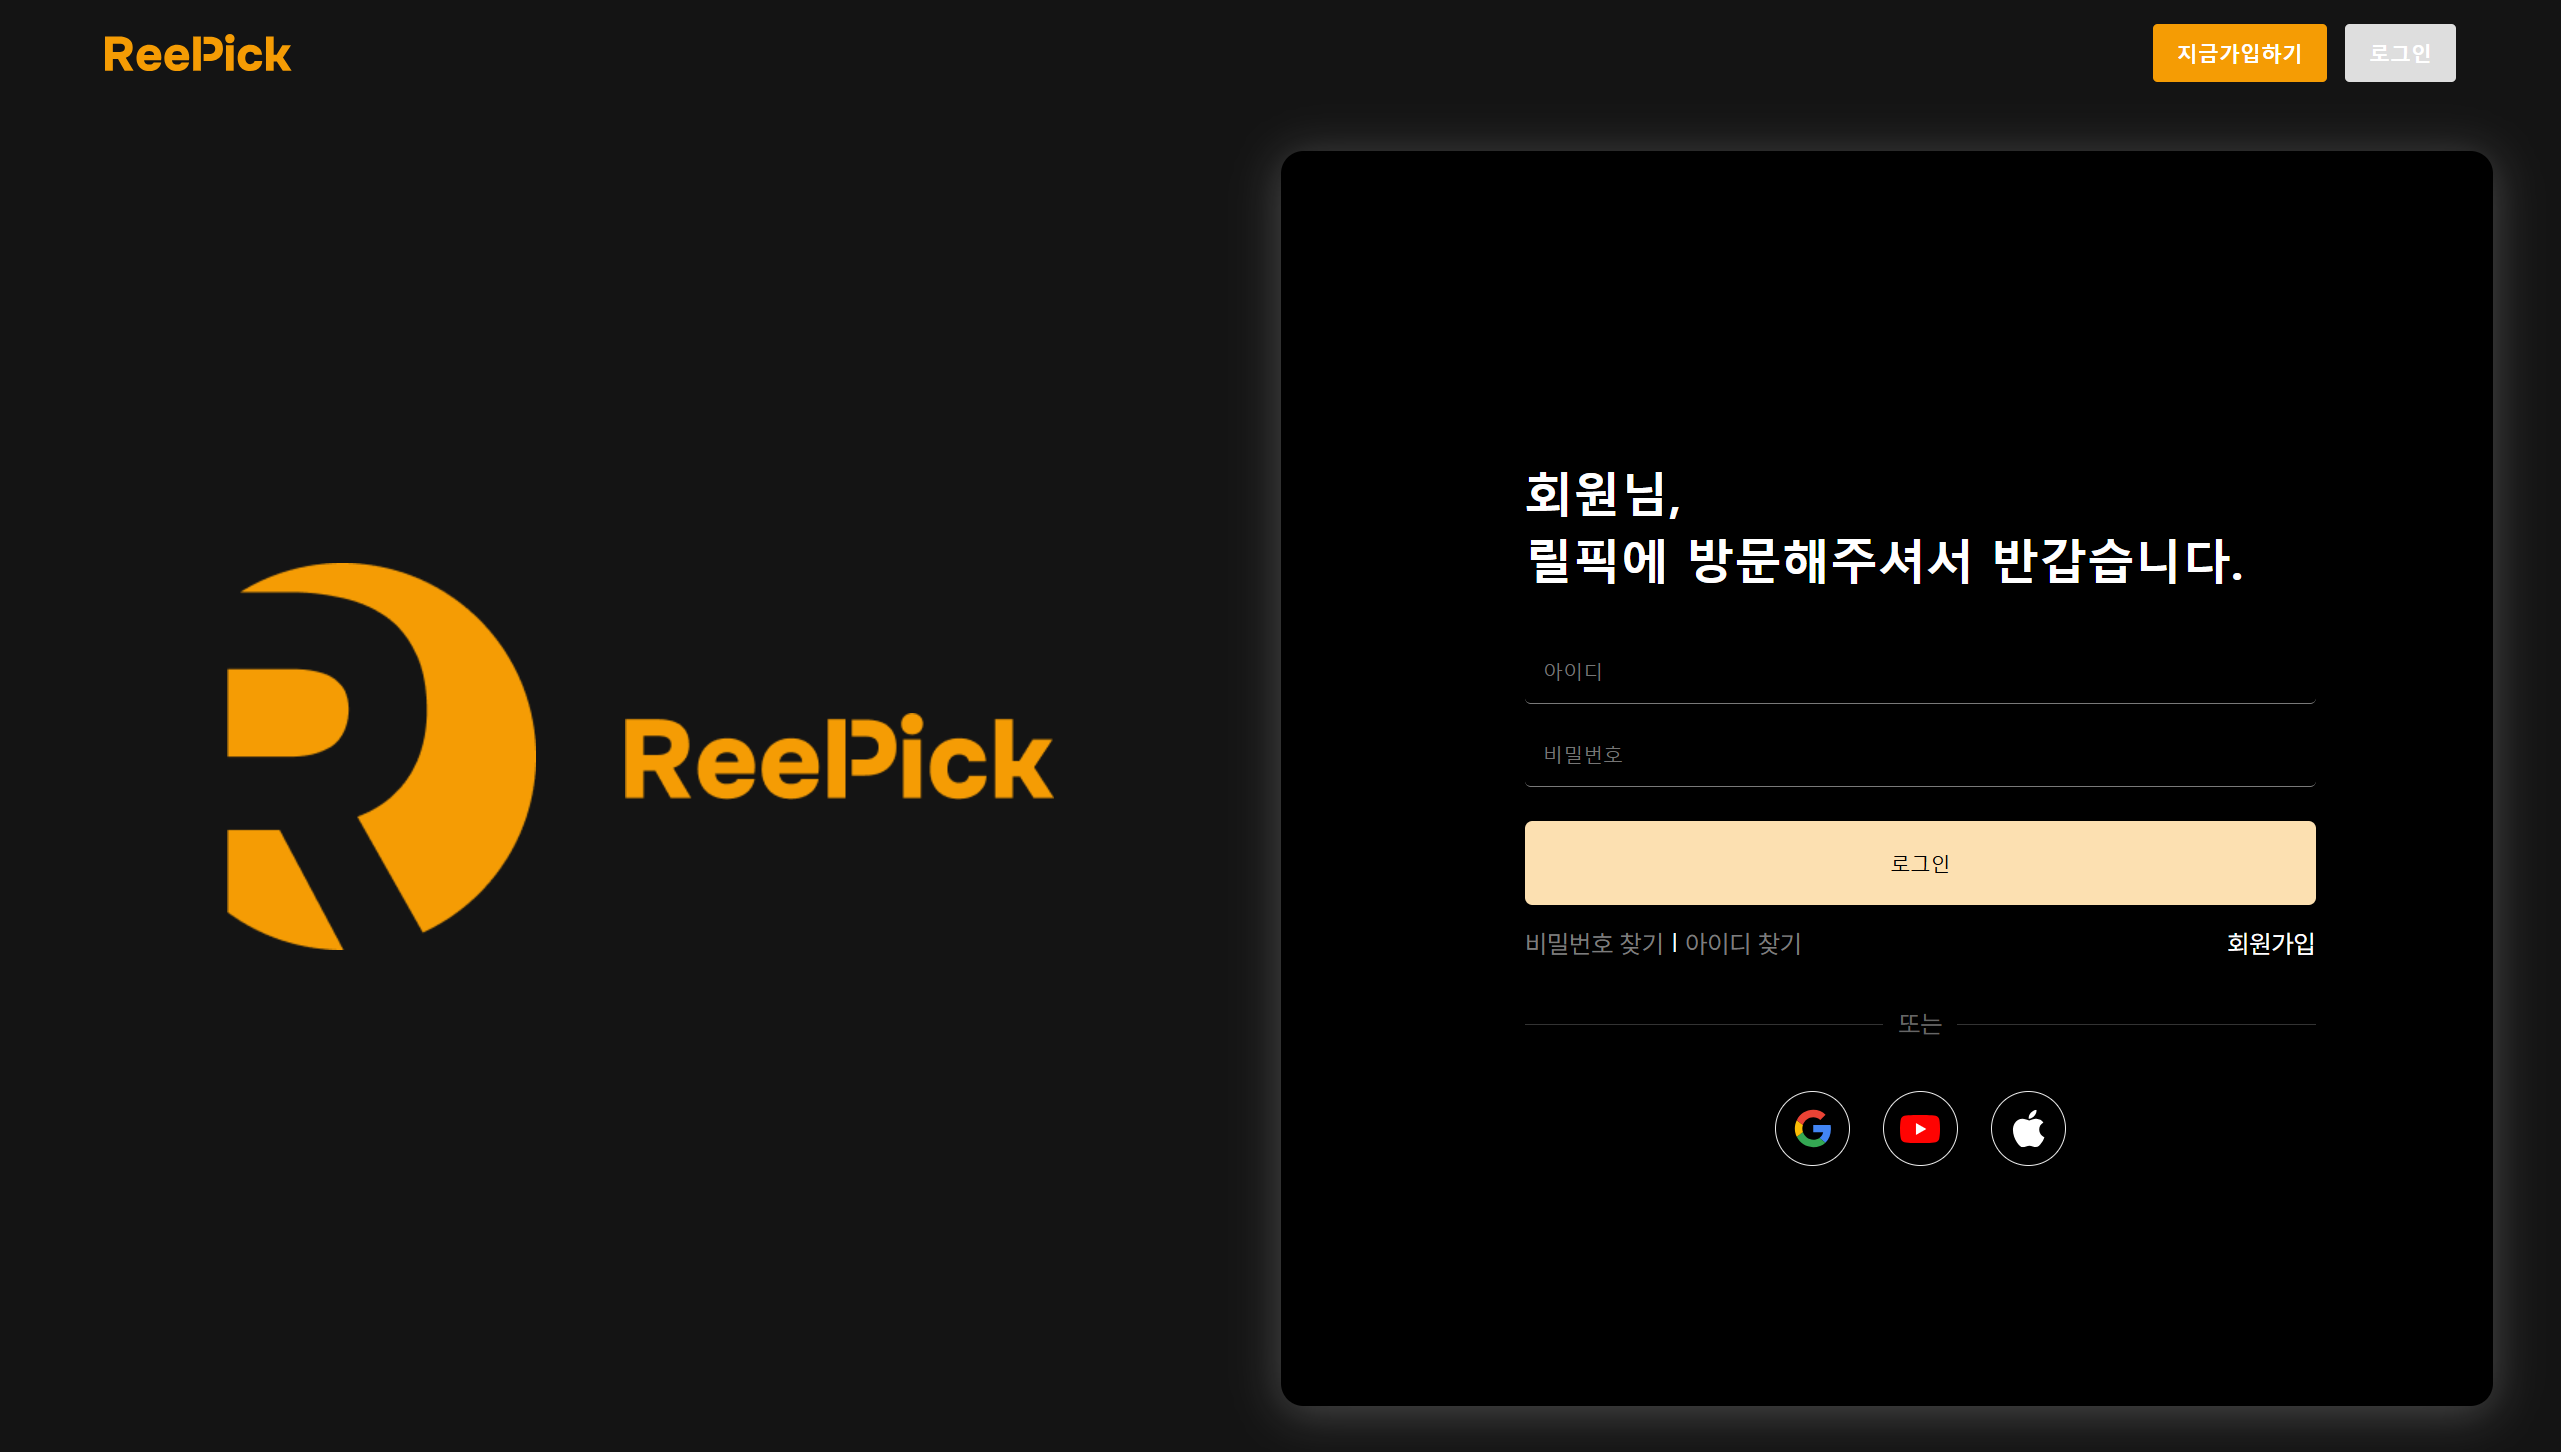 ReelPick
지금가입하기
로그인
ReelPick
회원님,
릴픽에 방문해주셔서 반갑습니다.
아이디
비밀번호
로그인
비밀번호 찾기 | 아이디 찾기
회원가입
또는